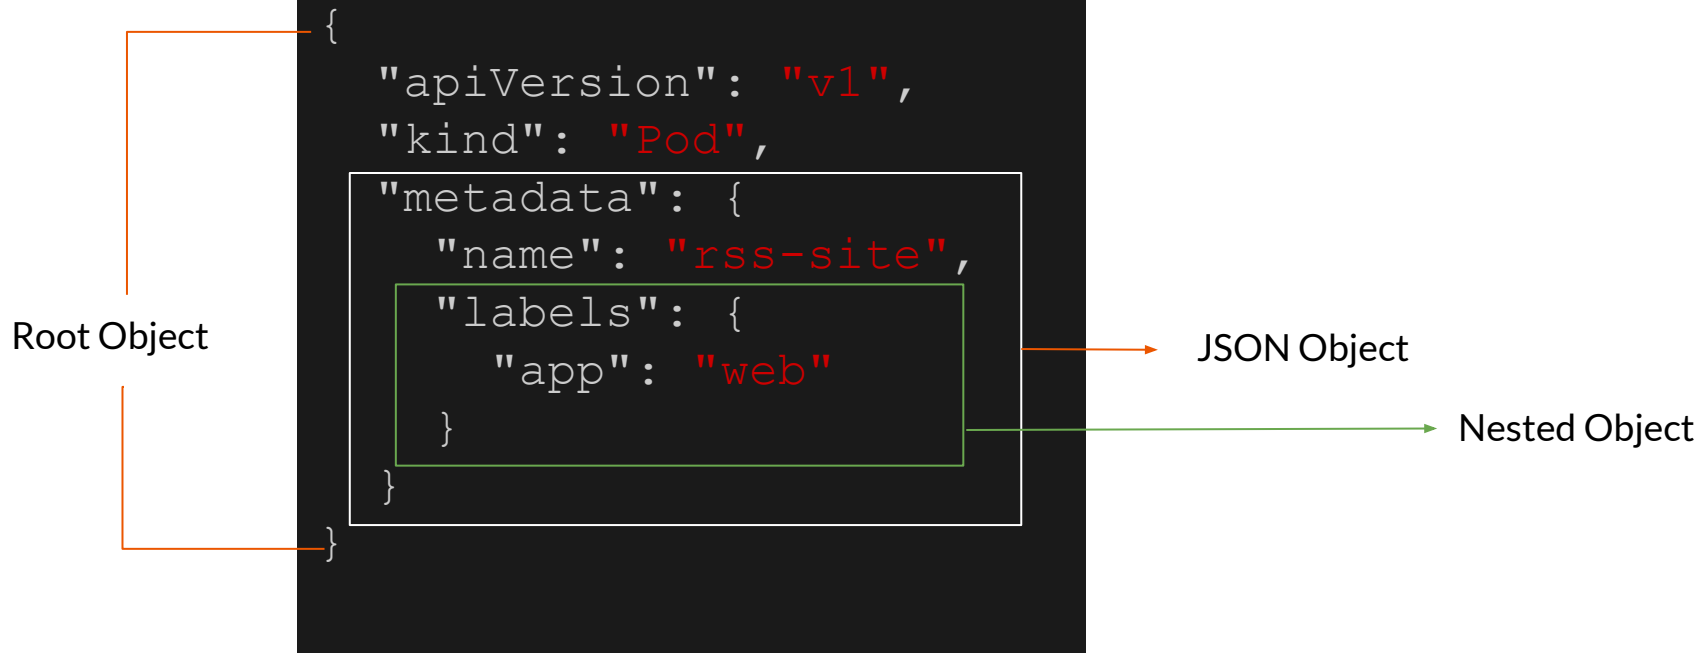 {
"apiVersion": "v1",
"kind": "Pod",
"metadata": {
"name": "rss-site",
"labels": {
"app": "web"
}
}
}
Root Object
JSON Object
Nested Object